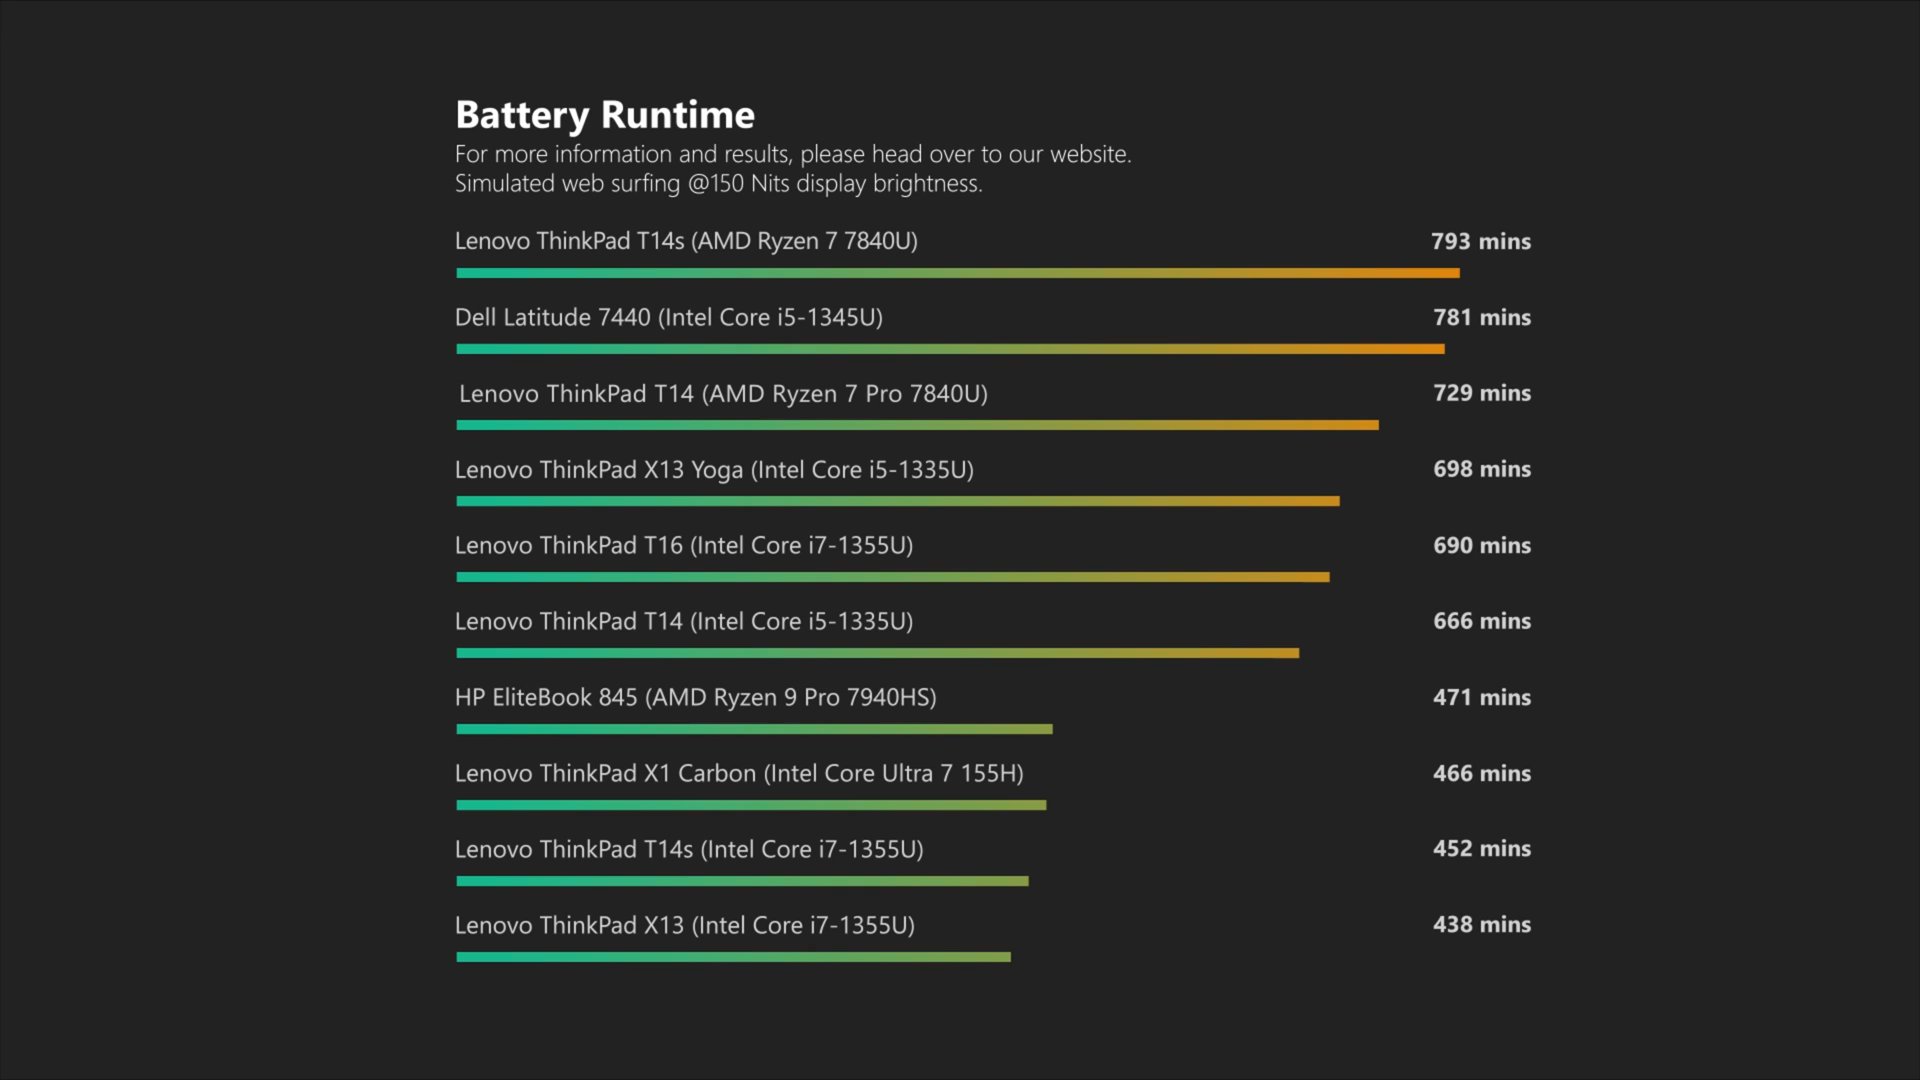 Battery Runtime
For more information and results, please head over to our website.
Simulated web surfing @150 Nits display brightness.
Lenovo ThinkPad T14s (AMD Ryzen 7 7840U) 793 mins
Dell Latitude 7440 (Intel Core i5-1345U) 781 mins
Lenovo ThinkPad T14 (AMD Ryzen 7 Pro 7840U) 729 mins
Lenovo ThinkPad X13 Yoga (Intel Core i5-1335U) 698 mins
Lenovo ThinkPad T16 (Intel Core i7-1355U) 690 mins
Lenovo ThinkPad T14 (Intel Core i5-1335U) 666 mins
HP EliteBook 845 (AMD Ryzen 9 Pro 7940HS) 471 mins
Lenovo ThinkPad X1 Carbon (Intel Core Ultra 7 155H) 466 mins
Lenovo ThinkPad T14s (Intel Core i7-1355U) 452 mins
Lenovo ThinkPad X13 (Intel Core i7-1355U) 438 mins